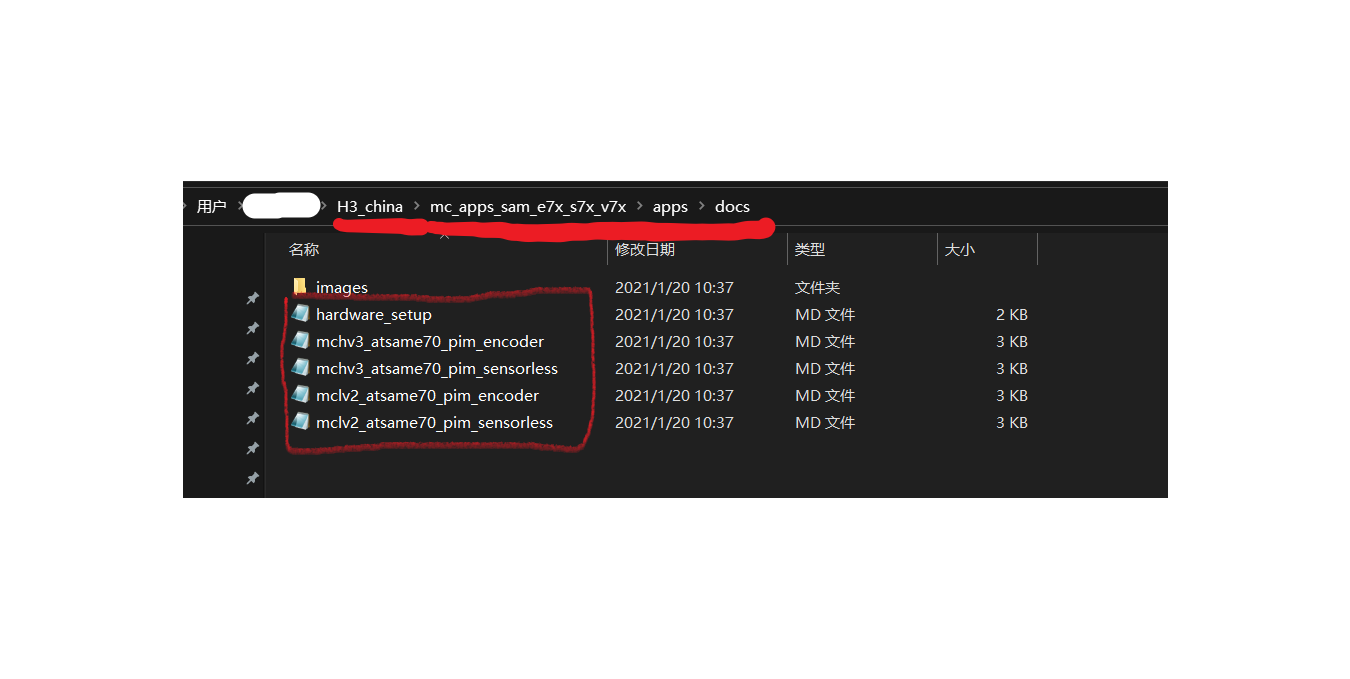 用户 H3_china mc_apps_sam_e7x_s7x_v7x apps docs
名称 修改日期 类型 大小
images 2021/1/20 10:37 文件夹
hardware_setup 2021/1/20 10:37 MD 文件 2 KB
mchv3_atsame70_pim_encoder 2021/1/20 10:37 MD 文件 3 KB
mchv3_atsame70_pim_sensorless 2021/1/20 10:37 MD 文件 3 KB
mclv2_atsame70_pim_encoder 2021/1/20 10:37 MD 文件 3 KB
mclv2_atsame70_pim_sensorless 2021/1/20 10:37 MD 文件 3 KB